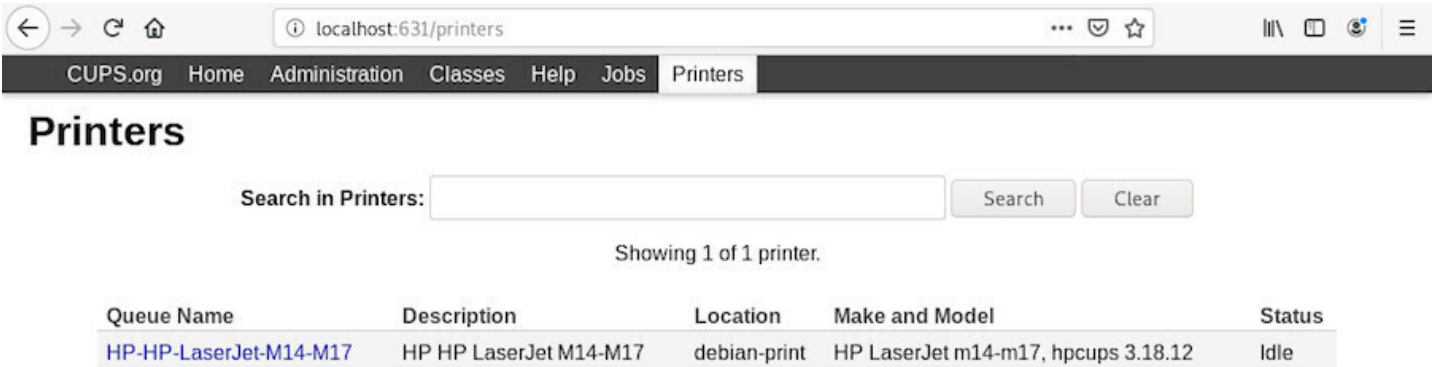 localhost:631/printers
CUPS.org Home Administration Classes Help Jobs Printers
Printers
Search in Printers: Search Clear
Showing 1 of 1 printer.
Queue Name Description Location Make and Model Status
HP-HP-LaserJet-M14-M17 HP HP LaserJet M14-M17 debian-print HP LaserJet m14-m17, hpcups 3.18.12 Idle